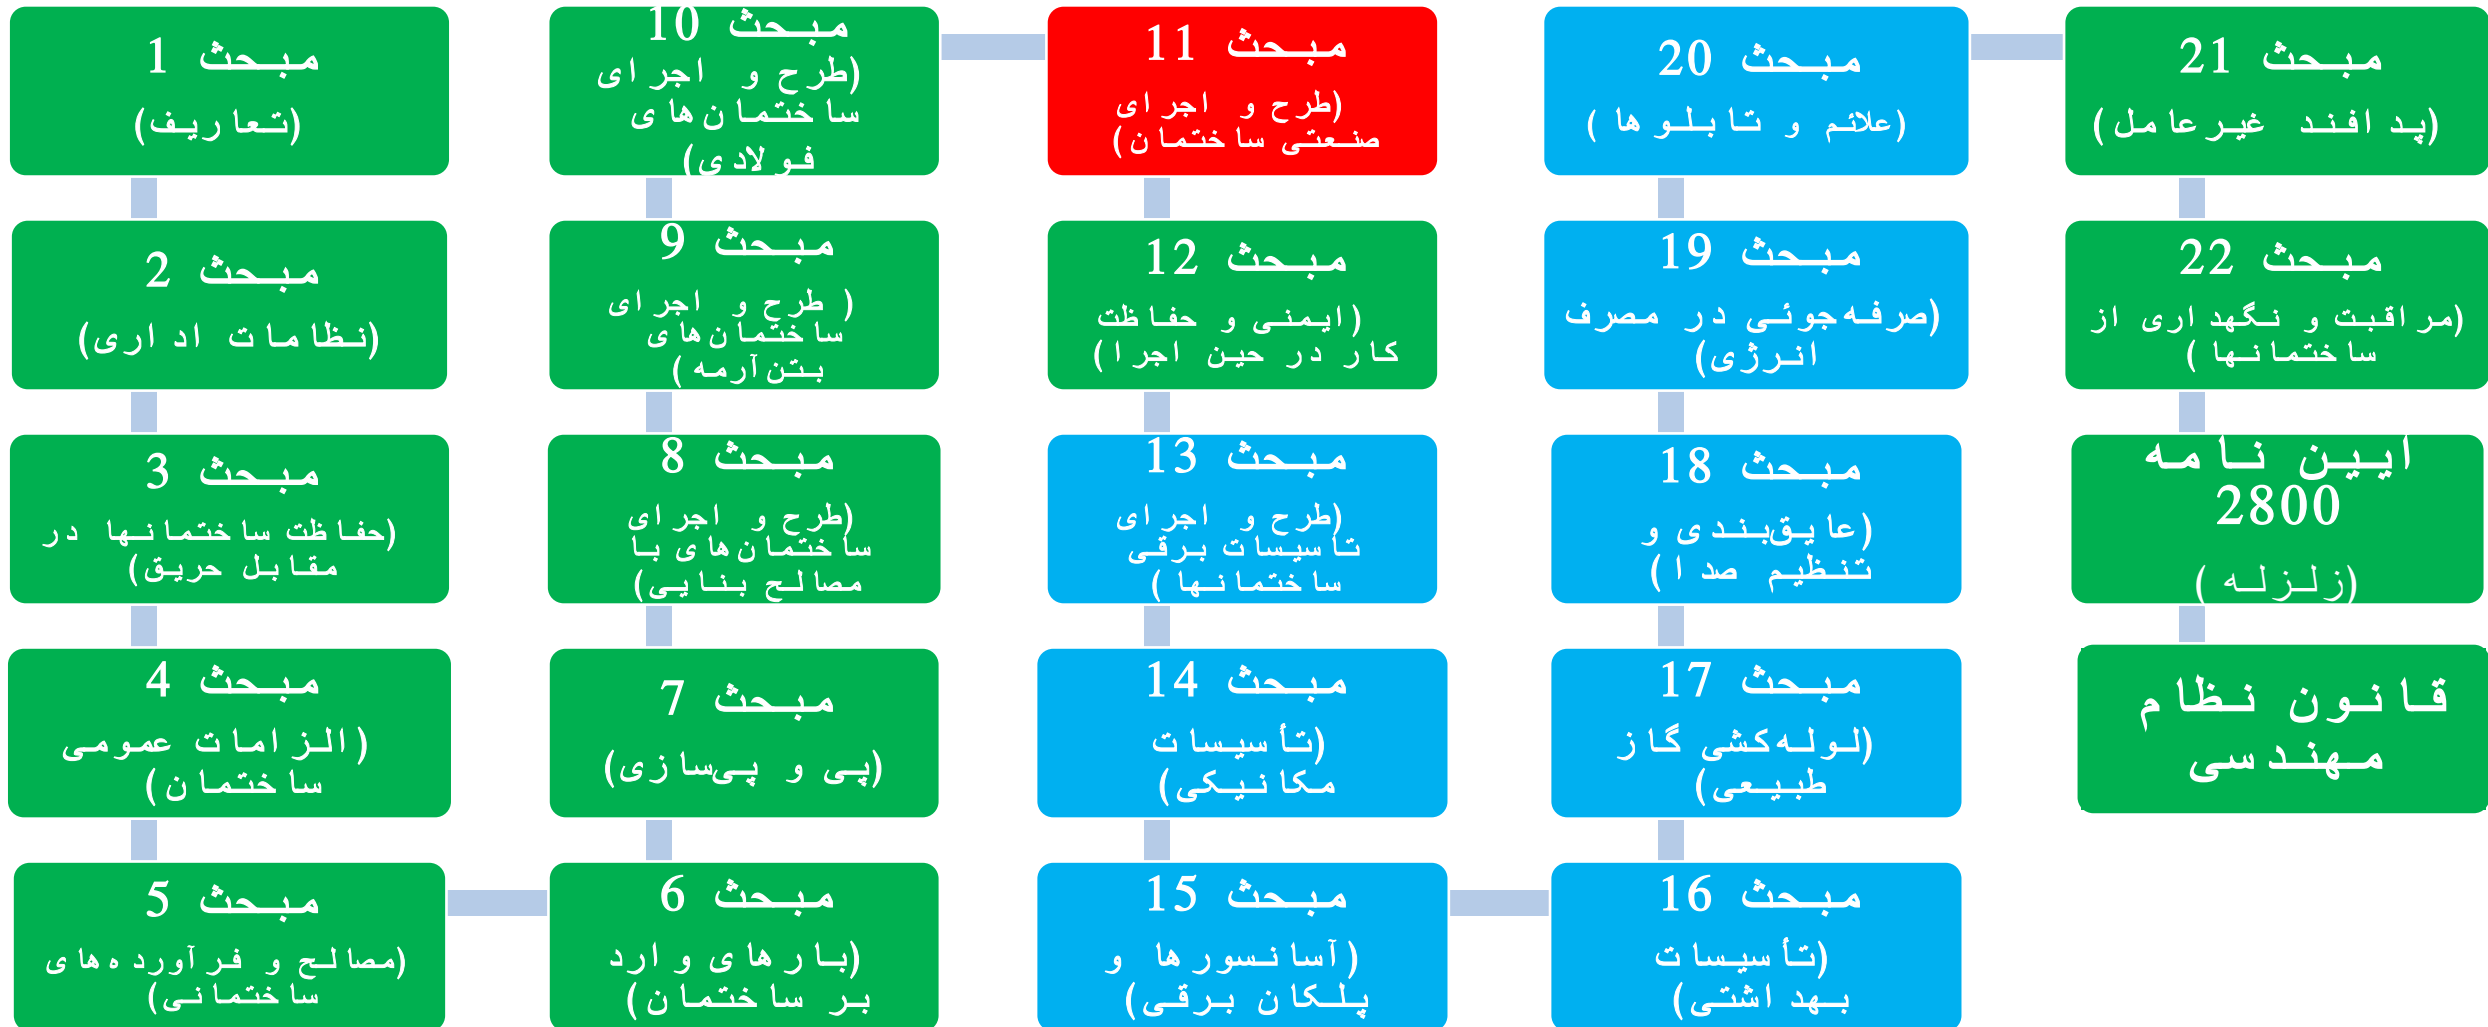 مبحث 1
(تعاریف)
مبحث 2
(نظامات اداری)
مبحث 3
(حفاظت ساختمانها در
مقابل حریق)
مبحث 4
(الزامات عمومی
ساختمان)
مبحث 5
(مصالح و فرآورده‌های
ساختمانی)
مبحث 6
(بارهای وارد
بر ساختمان)
مبحث 7
(پی و پی‌سازی)
مبحث 8
(طرح و اجرای
ساختمان‌های با
مصالح بنایی)
مبحث 9
( طرح و اجرای
ساختمان‌های
بتن‌آرمه)
مبحث 10
(طرح و اجرای
ساختمان‌های
فولادی)
مبحث 11
(طرح و اجرای
صنعتی ساختمان)
مبحث 12
(ایمنی و حفاظت
کار در حین اجرا)
مبحث 13
(طرح و اجرای
تاسیسات برقی
ساختمانها)
مبحث 14
(تأسیسات
مکانیکی)
مبحث 15
(آسانسورها و
پلکان برقی)
مبحث 16
(تأسیسات
بهداشتی)
مبحث 17
(لوله‌کشی گاز
طبیعی)
مبحث 18
(عایق‌بندی و
تنظیم صدا)
مبحث 19
(صرفه‌جوئی در مصرف
انرژی)
مبحث 20
(علائم و تابلوها)
مبحث 21
(پدافند غیرعامل)
مبحث 22
(مراقبت و نگهداری از
ساختمانها)
ایین نامه
2800
(زلزله)
قانون نظام
مهندسی